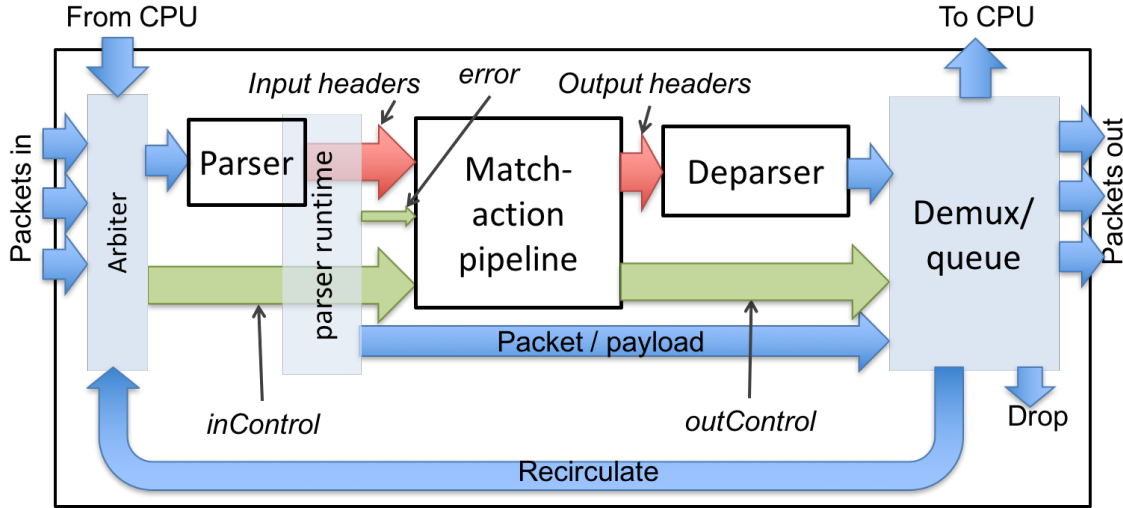 From CPU
To CPU
Input headers
error
Output headers
Packets in
Arbiter
Parser
parser runtime
Match-
action
pipeline
Deparser
Demux/
queue
Packets out
Packet / payload
inControl
outControl
Drop
Recirculate